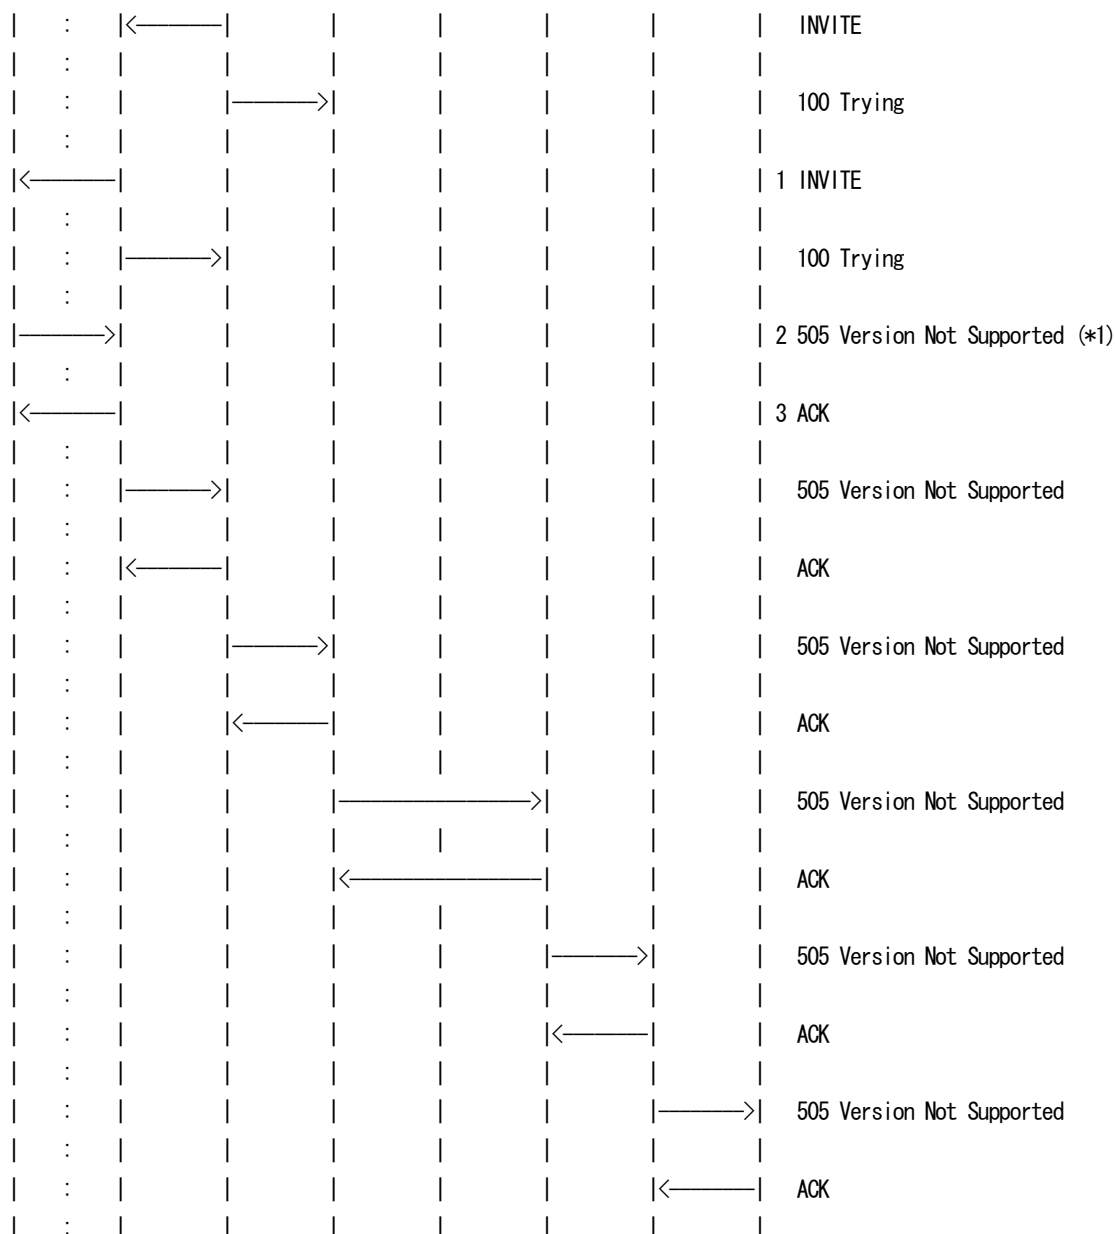 INVITE
100 Trying
1 INVITE
100 Trying
2 505 Version Not Supported (*1)
3 ACK
505 Version Not Supported
ACK
505 Version Not Supported
ACK
505 Version Not Supported
ACK
505 Version Not Supported
ACK
505 Version Not Supported
ACK